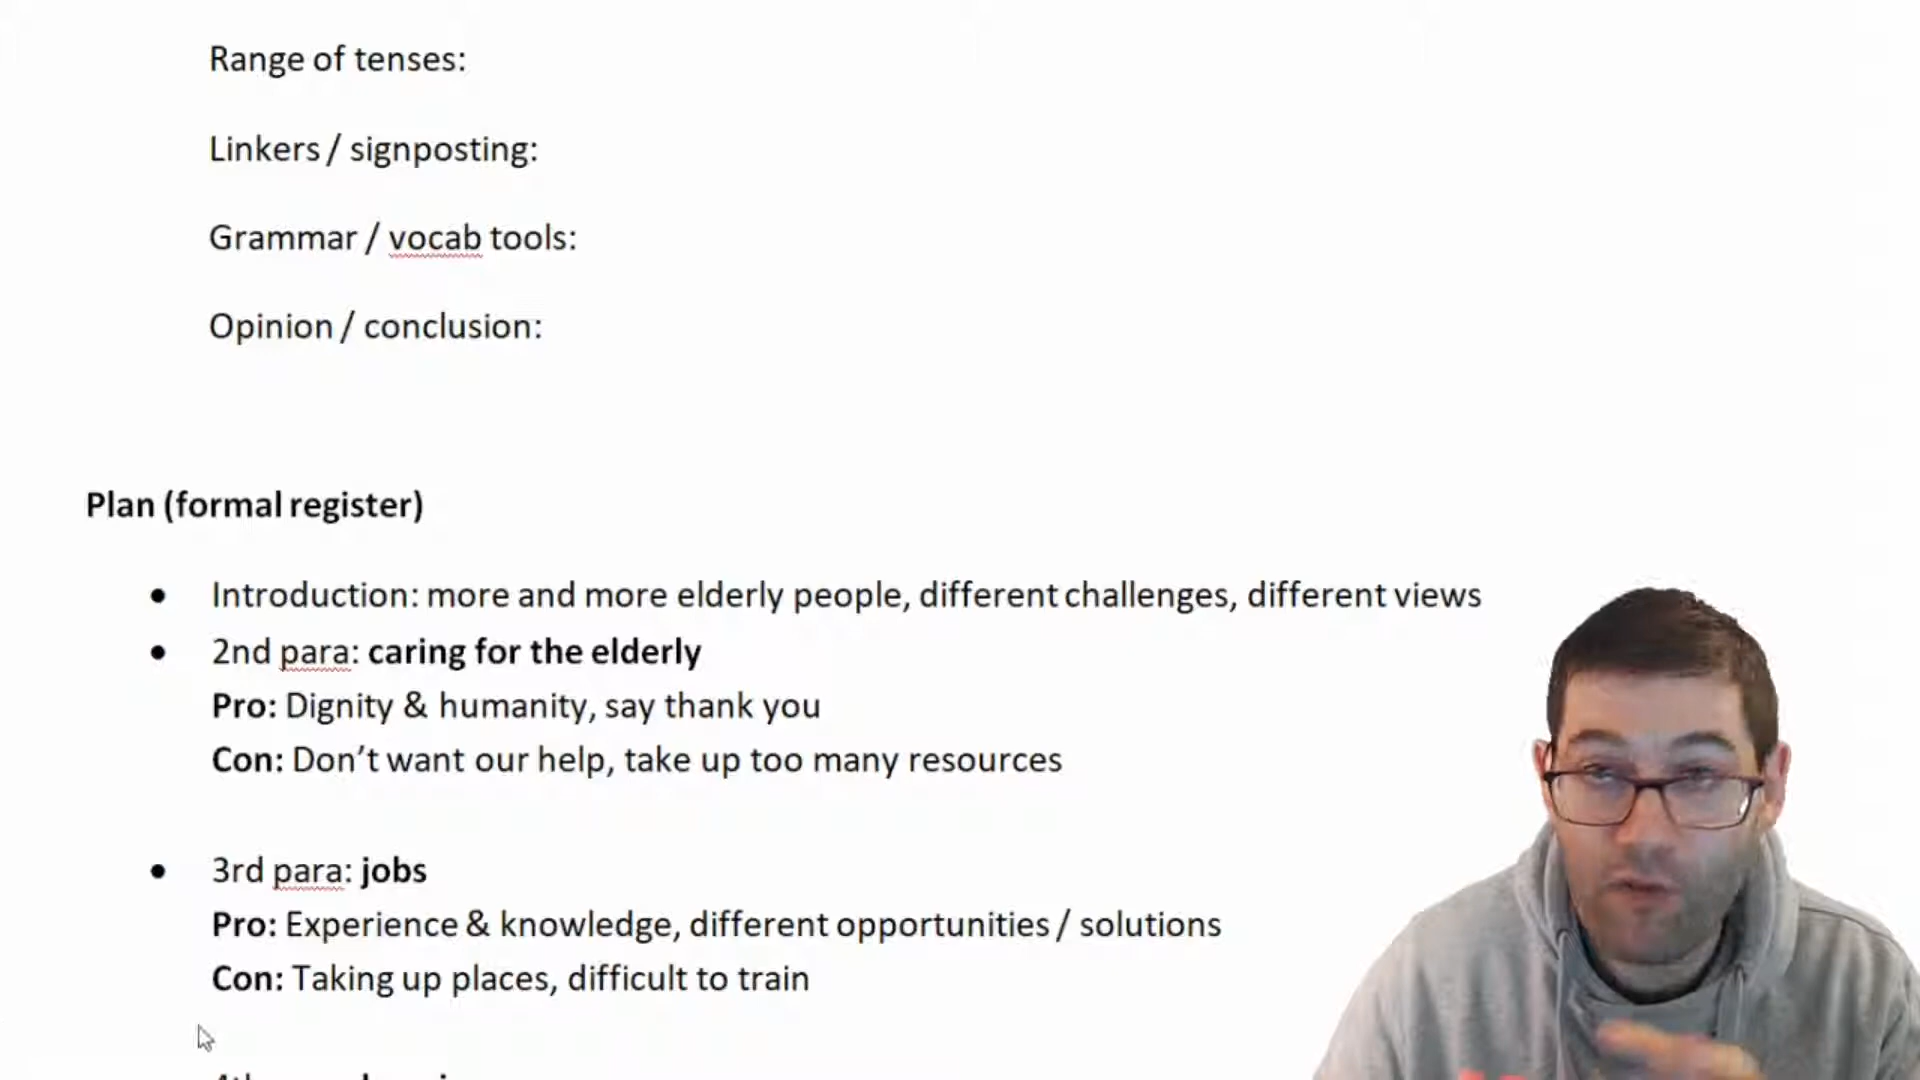 Range of tenses:
Linkers / signposting:
Grammar / vocab tools:
Opinion / conclusion:
Plan (formal register)
• Introduction: more and more elderly people, different challenges, different views
• 2nd para: caring for the elderly
Pro: Dignity & humanity, say thank you
Con: Don’t want our help, take up too many resources
• 3rd para: jobs
Pro: Experience & knowledge, different opportunities / solutions
Con: Taking up places, difficult to train